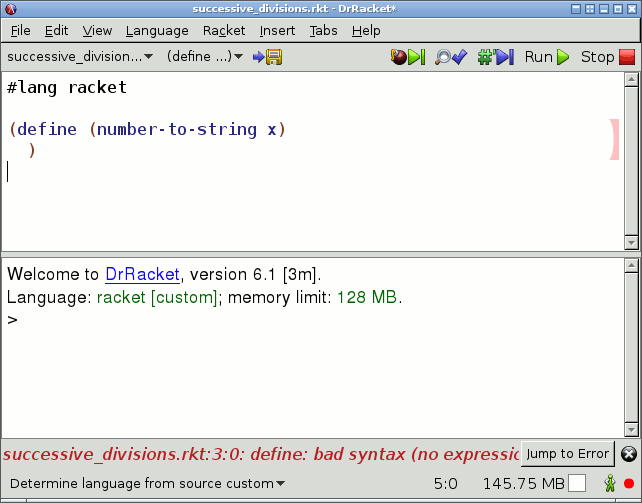 successive_divisions.rkt - DrRacket*
File Edit View Language Racket Insert Tabs Help
successive_division... (define ...) Run Stop
#lang racket
(define (number-to-string x)
)
Welcome to DrRacket, version 6.1 [3m].
Language: racket [custom]; memory limit: 128 MB.
>
successive_divisions.rkt:3:0: define: bad syntax (no expressic Jump to Error
Determine language from source custom 5:0 145.75 MB